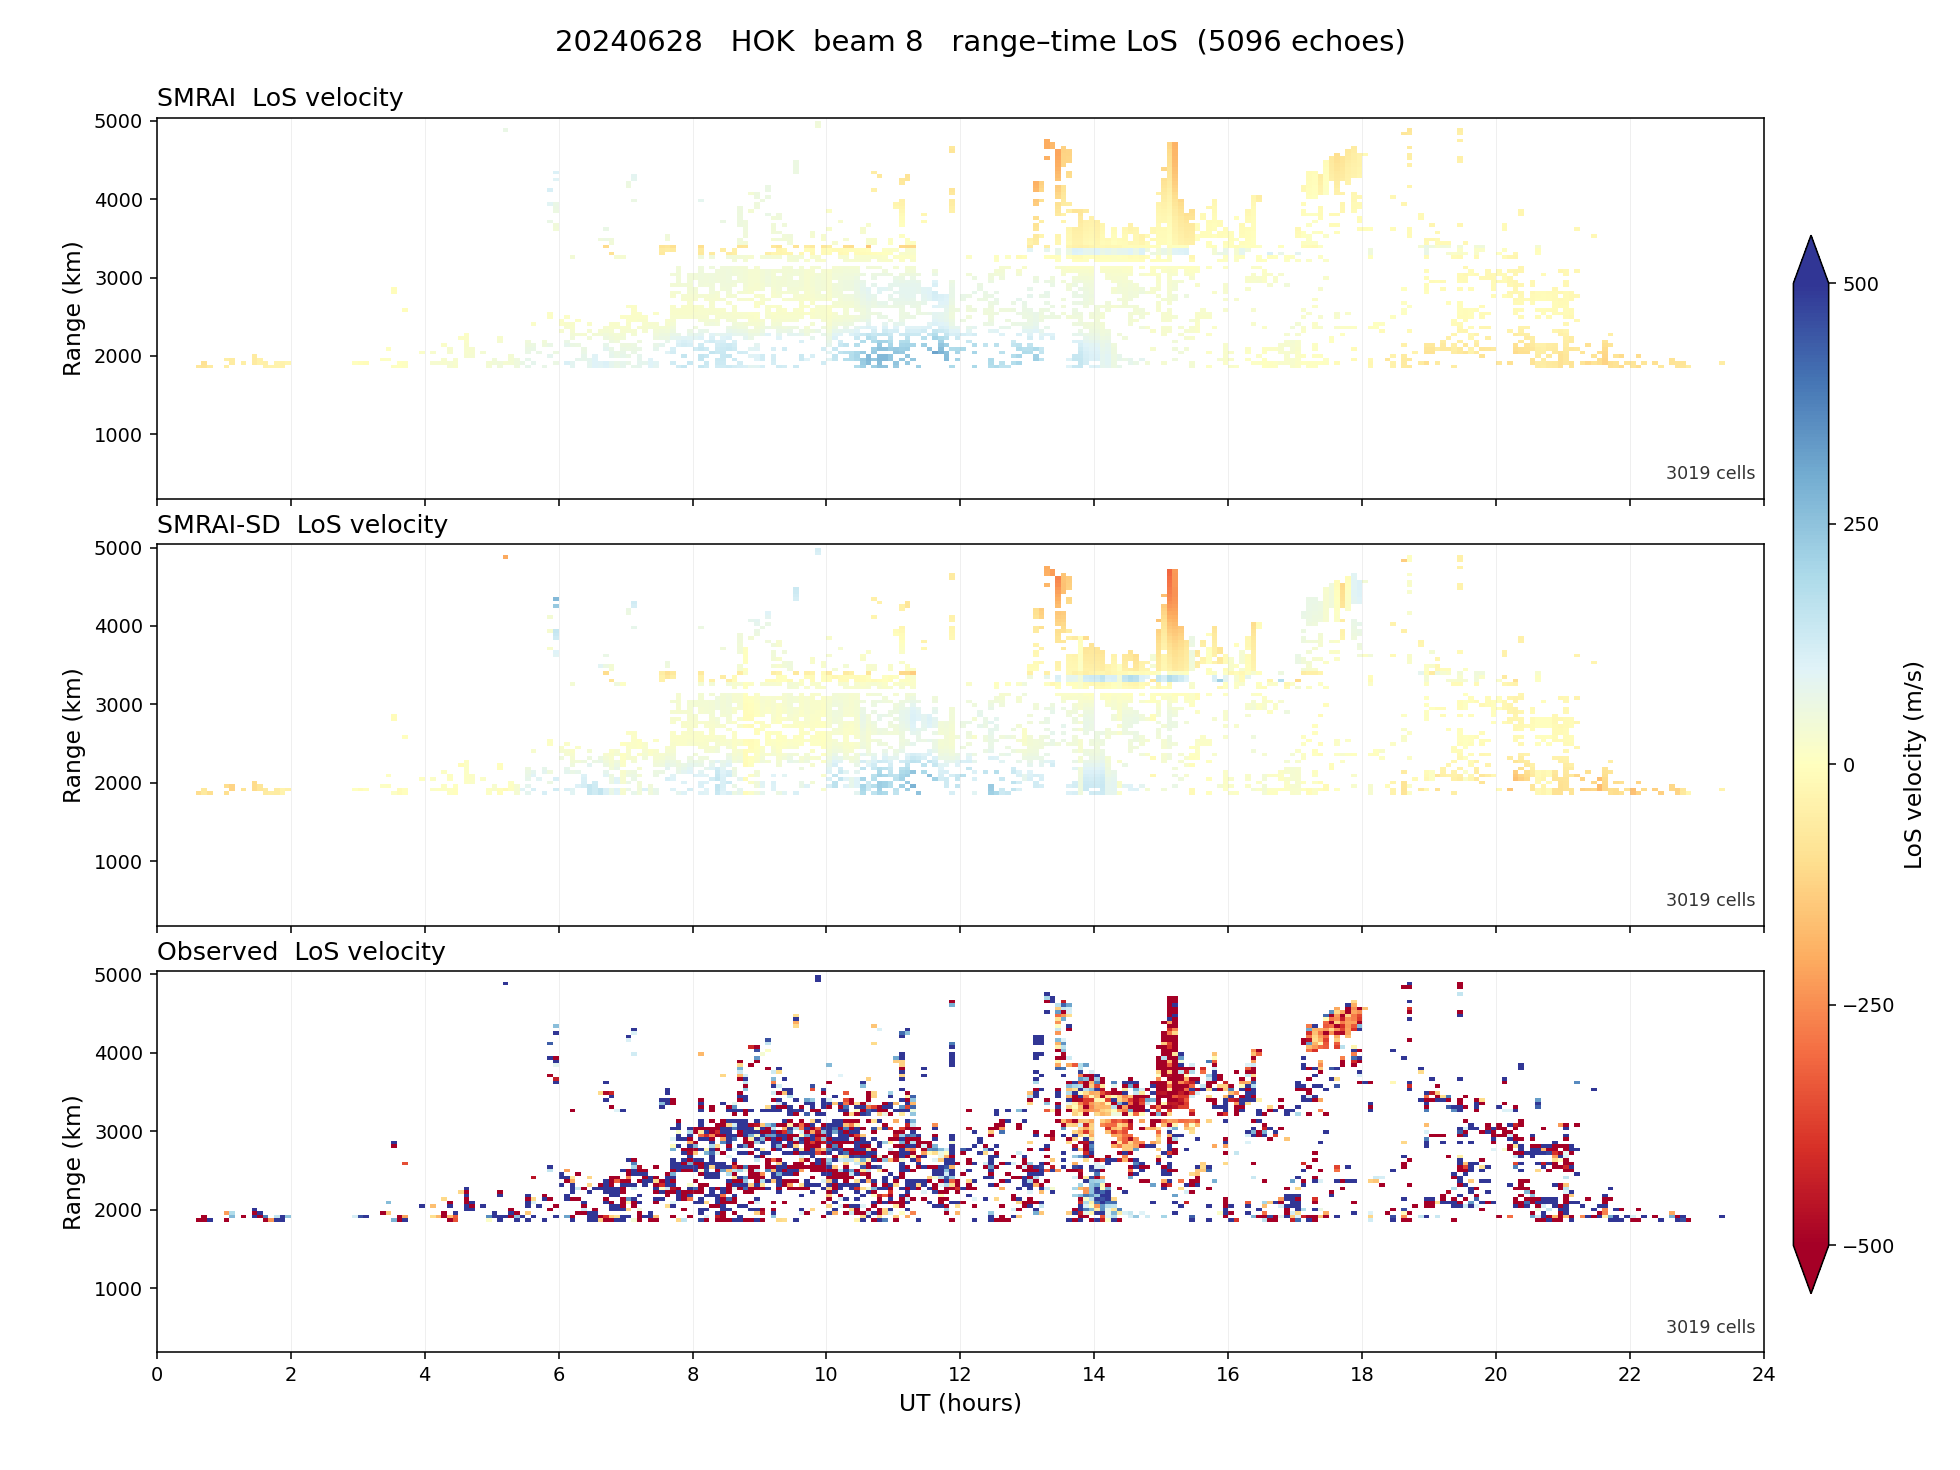 20240628 HOK beam 8 range–time LoS (5096 echoes)
SMRAI LoS velocity
5000
4000
3000
2000
1000
Range (km)
3019 cells
SMRAI-SD LoS velocity
5000
4000
3000
2000
1000
Range (km)
3019 cells
Observed LoS velocity
5000
4000
3000
2000
1000
Range (km)
3019 cells
0 2 4 6 8 10 12 14 16 18 20 22 24
UT (hours)
500
250
0
−250
−500
LoS velocity (m/s)